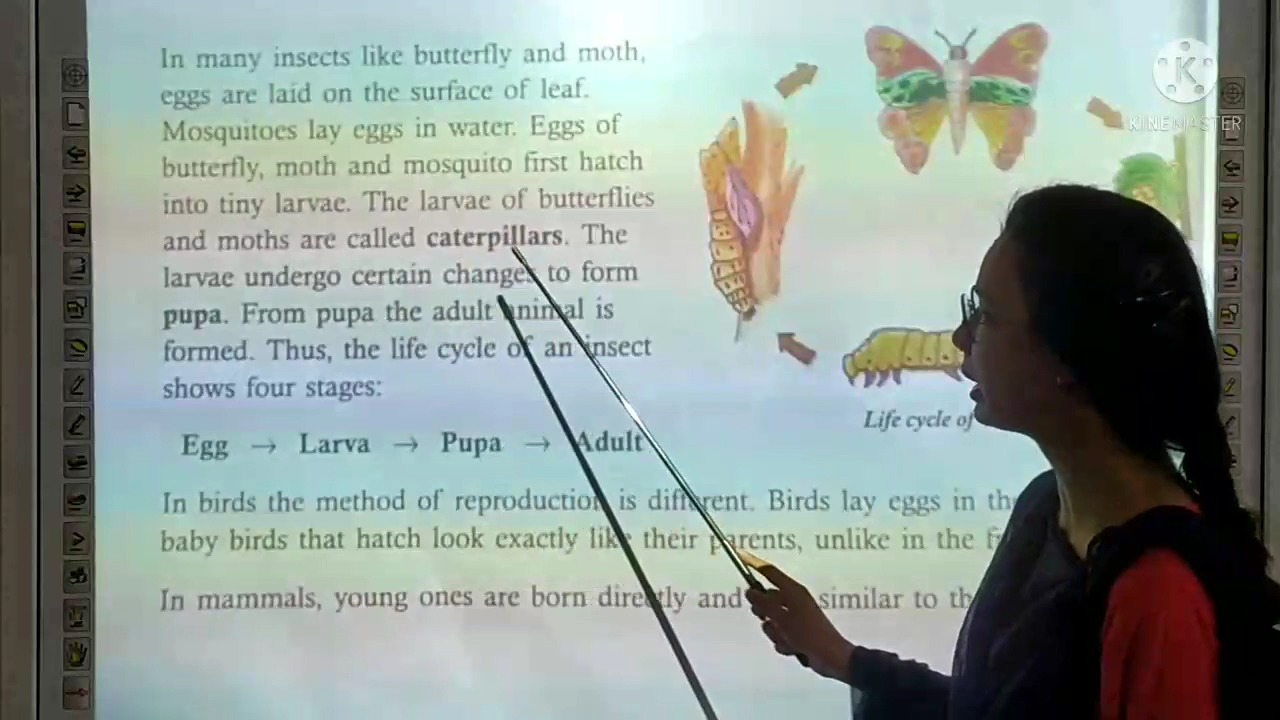 In many insects like butterfly and moth,
eggs are laid on the surface of leaf.
Mosquitoes lay eggs in water. Eggs of
butterfly, moth and mosquito first hatch
into tiny larvae. The larvae of butterflies
and moths are called caterpillars. The
larvae undergo certain changes to form
pupa. From pupa the adult animal is
formed. Thus, the life cycle of an insect
shows four stages:
Egg → Larva → Pupa → Adult
In birds the method of reproduction is different. Birds lay eggs in
baby birds that hatch look exactly like their parents, unlike in the
In mammals, young ones are born directly and similar to
Life cycle of
K
KINEMASTER